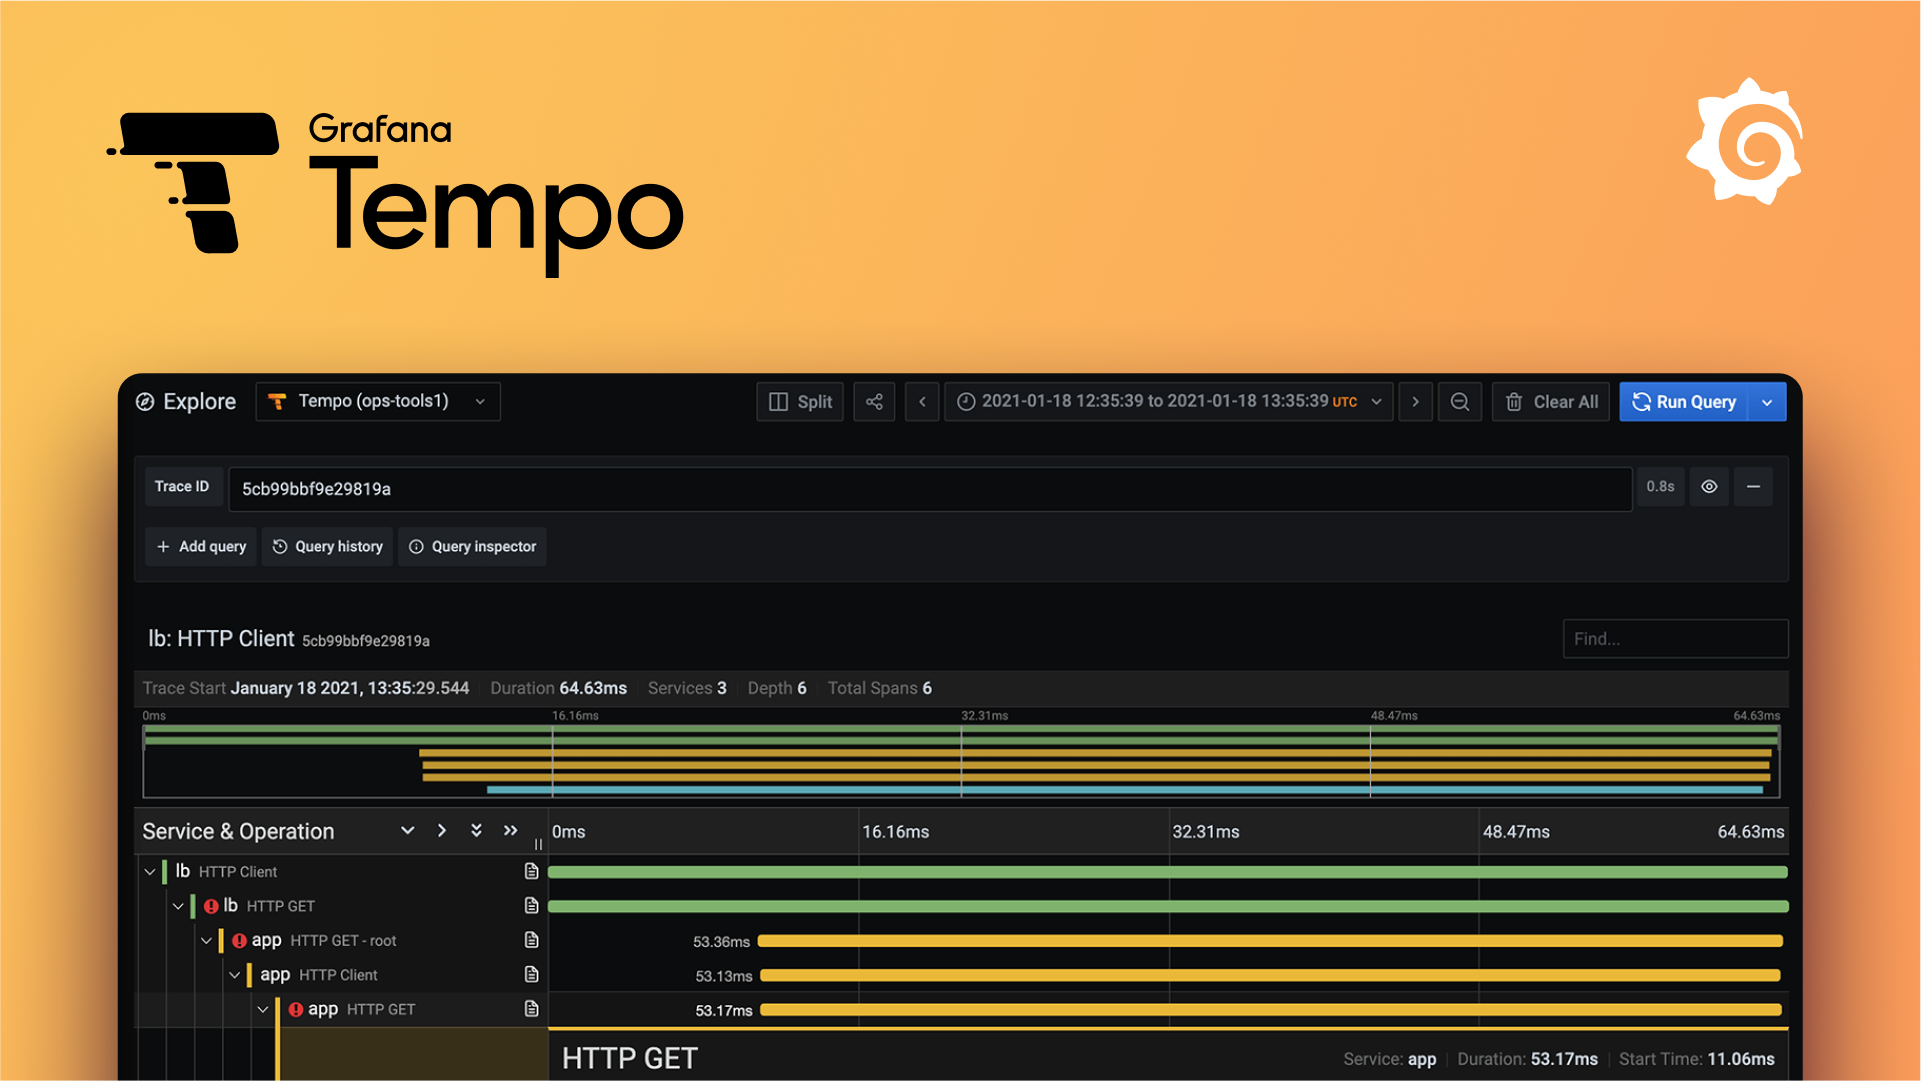 Grafana
Tempo
Explore Tempo (ops-tools1) Split 2021-01-18 12:35:39 to 2021-01-18 13:35:39 UTC Clear All Run Query
Trace ID 5cb99bbf9e29819a 0.8s
+ Add query Query history Query inspector
lb: HTTP Client 5cb99bbf9e29819a Find...
Trace Start January 18 2021, 13:35:29.544 Duration 64.63ms Services 3 Depth 6 Total Spans 6
0ms 16.16ms 32.31ms 48.47ms 64.63ms
Service & Operation 0ms 16.16ms 32.31ms 48.47ms 64.63ms
lb HTTP Client
lb HTTP GET
app HTTP GET - root 53.36ms
app HTTP Client 53.13ms
app HTTP GET 53.17ms
HTTP GET Service: app Duration: 53.17ms Start Time: 11.06ms